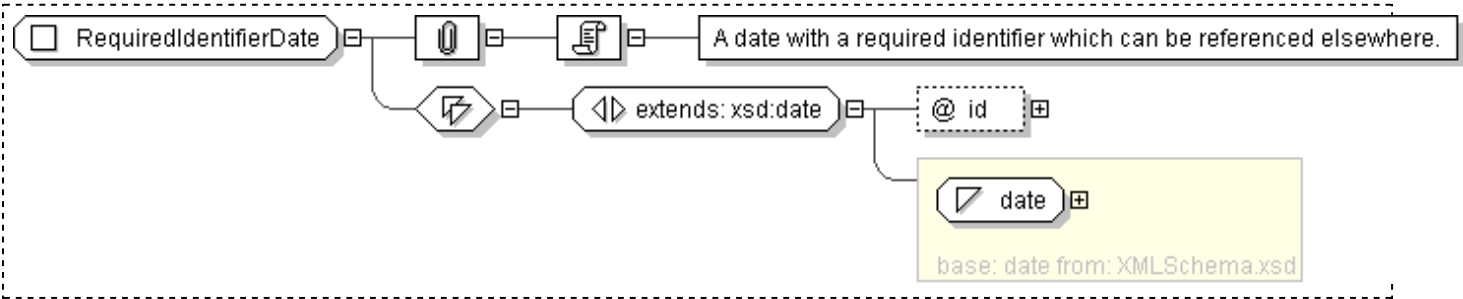 RequiredIdentifierDate
A date with a required identifier which can be referenced elsewhere.
extends: xsd:date
@ id
date
base: date from: XMLSchema.xsd